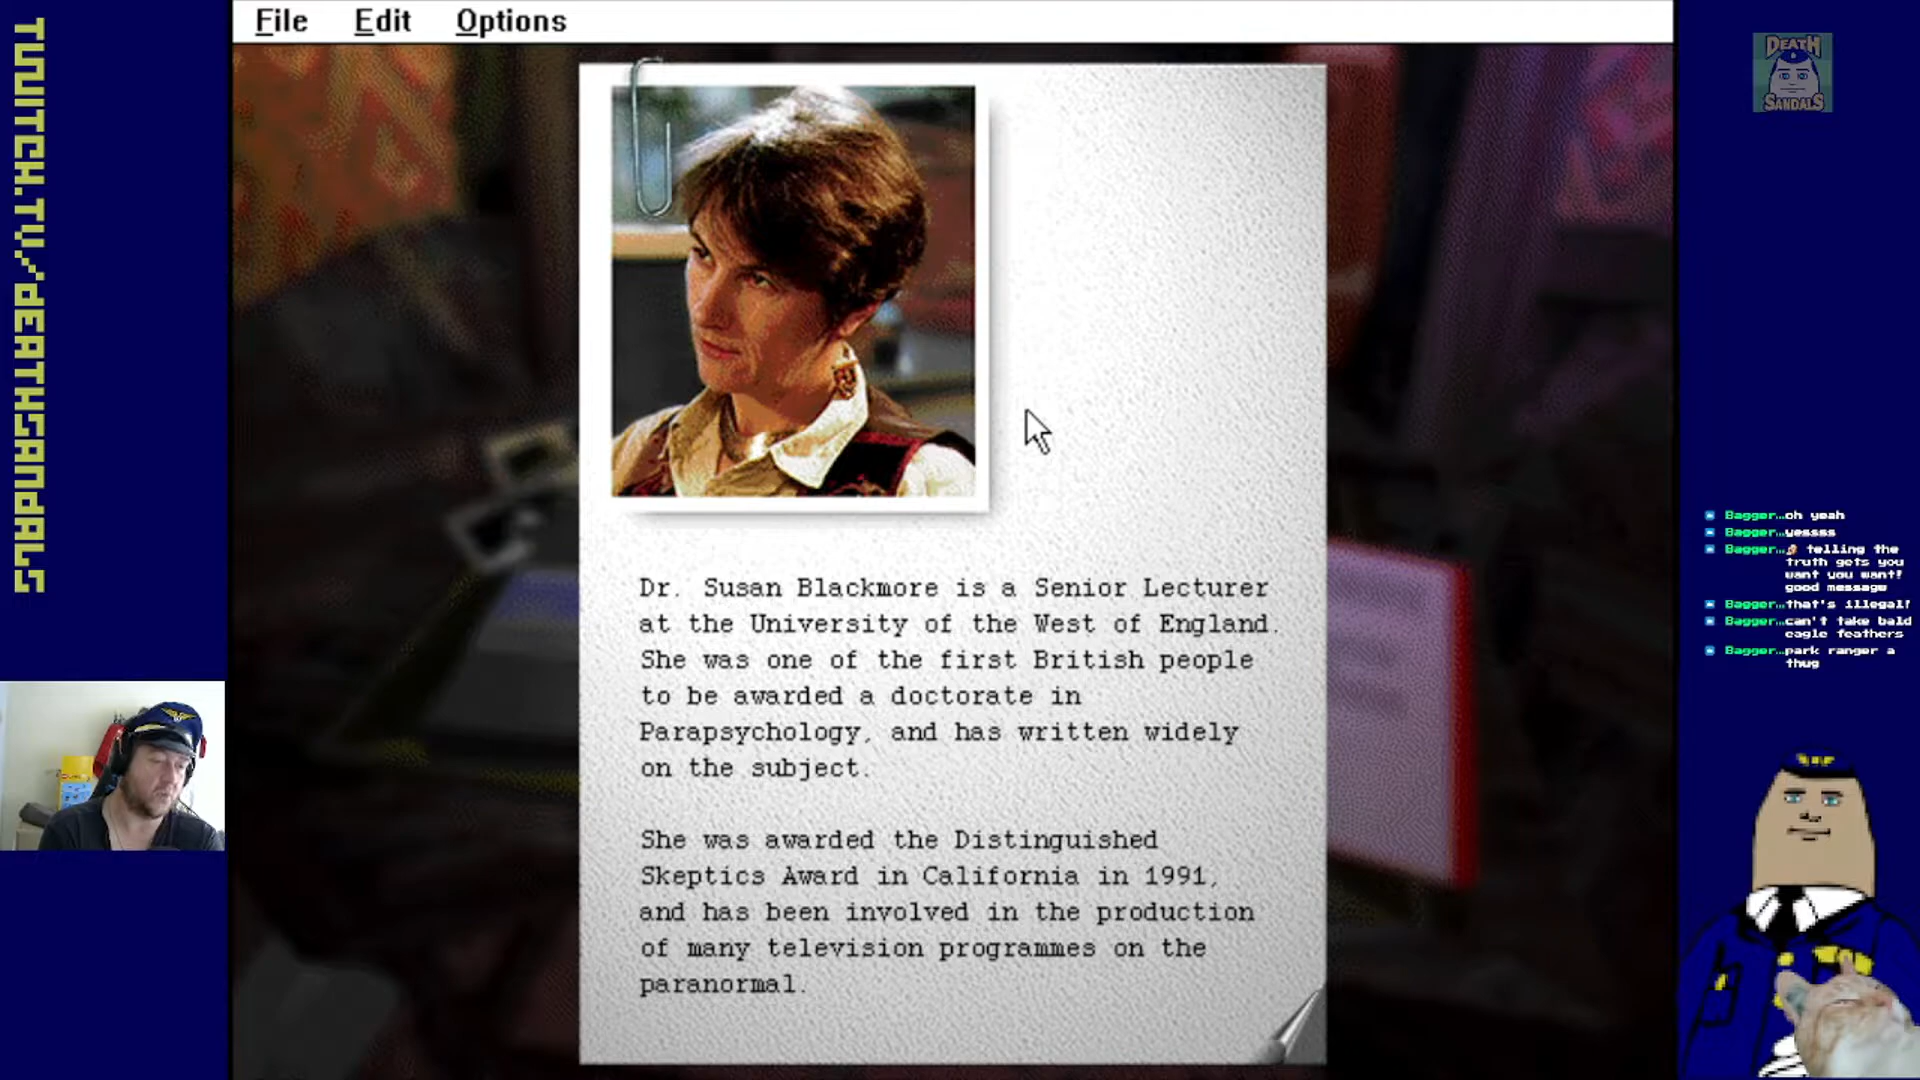 File Edit Options
TWITCH.TV/DEATHSANDALS
DEATH
SANDALS
Dr. Susan Blackmore is a Senior Lecturer
at the University of the West of England.
She was one of the first British people
to be awarded a doctorate in
Parapsychology, and has written widely
on the subject.
She was awarded the Distinguished
Skeptics Award in California in 1991,
and has been involved in the production
of many television programmes on the
paranormal.
Bagger…oh yeah
Bagger…yessss
Bagger… telling the
truth gets you
want you want!
good message
Bagger…that's illegal!
Bagger…can't take bald
eagle feathers
Bagger…park ranger a
thug